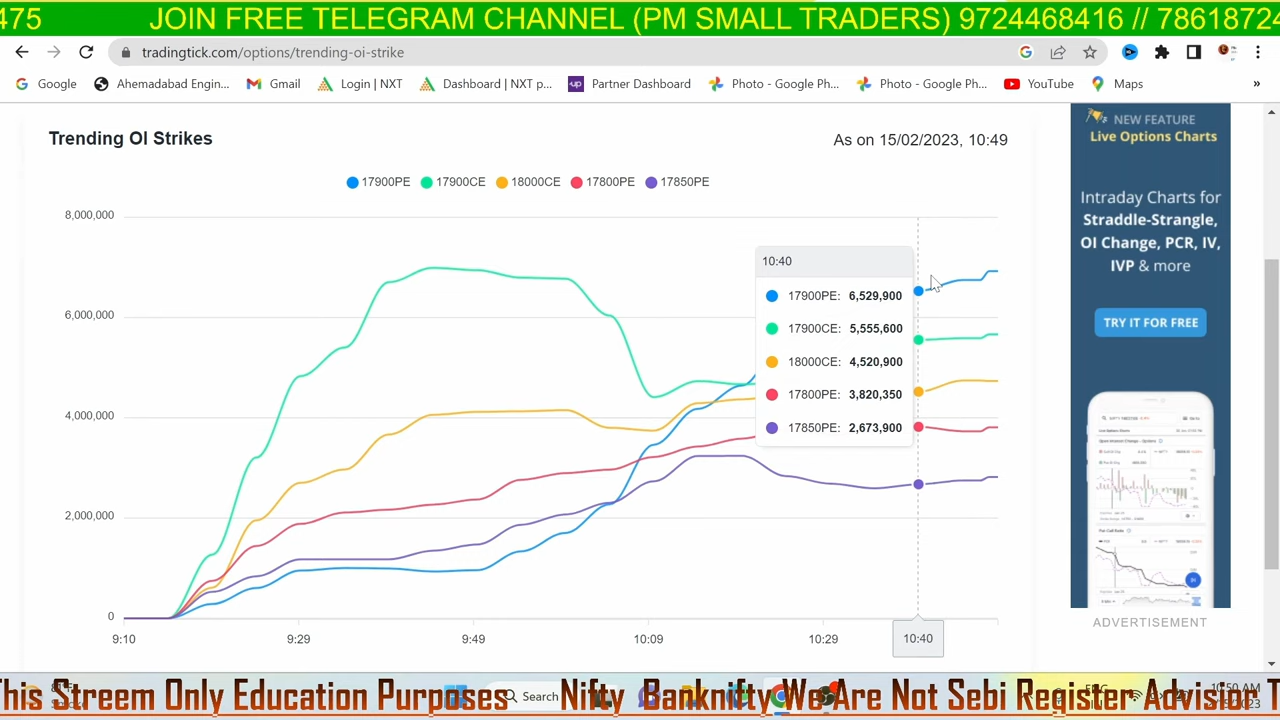 475 JOIN FREE TELEGRAM CHANNEL (PM SMALL TRADERS) 9724468416 // 7861872
tradingtick.com/options/trending-oi-strike
Google Ahemadabad Engin... Gmail Login | NXT Dashboard | NXT p... Partner Dashboard Photo - Google Ph... Photo - Google Ph... YouTube Maps »
Trending OI Strikes
As on 15/02/2023, 10:49
17900PE 17900CE 18000CE 17800PE 17850PE
8,000,000
6,000,000
4,000,000
2,000,000
0
10:40
17900PE: 6,529,900
17900CE: 5,555,600
18000CE: 4,520,900
17800PE: 3,820,350
17850PE: 2,673,900
9:10 9:29 9:49 10:09 10:29 10:40
NEW FEATURE
Live Options Charts
Intraday Charts for
Straddle-Strangle,
OI Change, PCR, IV,
IVP & more
TRY IT FOR FREE
ADVERTISEMENT
Search
This Streem Only Education Purposes Nifty Banknifty We Are Not Sebi Register Advisior